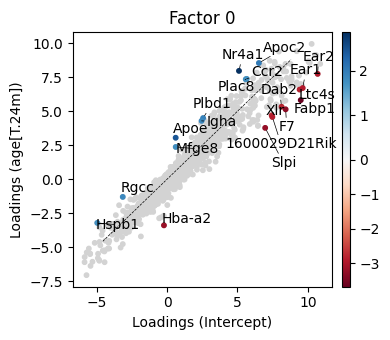 Factor 0
Loadings (age[T.24m])
10.0
7.5
5.0
2.5
0.0
−2.5
−5.0
−7.5
Nr4a1
Apoc2
Ear2
Ccr2
Ear1
Plac8
Dab2
Ltc4s
Plbd1
Xlr
Fabp1
Igha
F7
Apoe
Mfge8
1600029D21Rik
Slpi
Rgcc
Hspb1
Hba-a2
−5
0
5
10
Loadings (Intercept)
2
1
0
−1
−2
−3